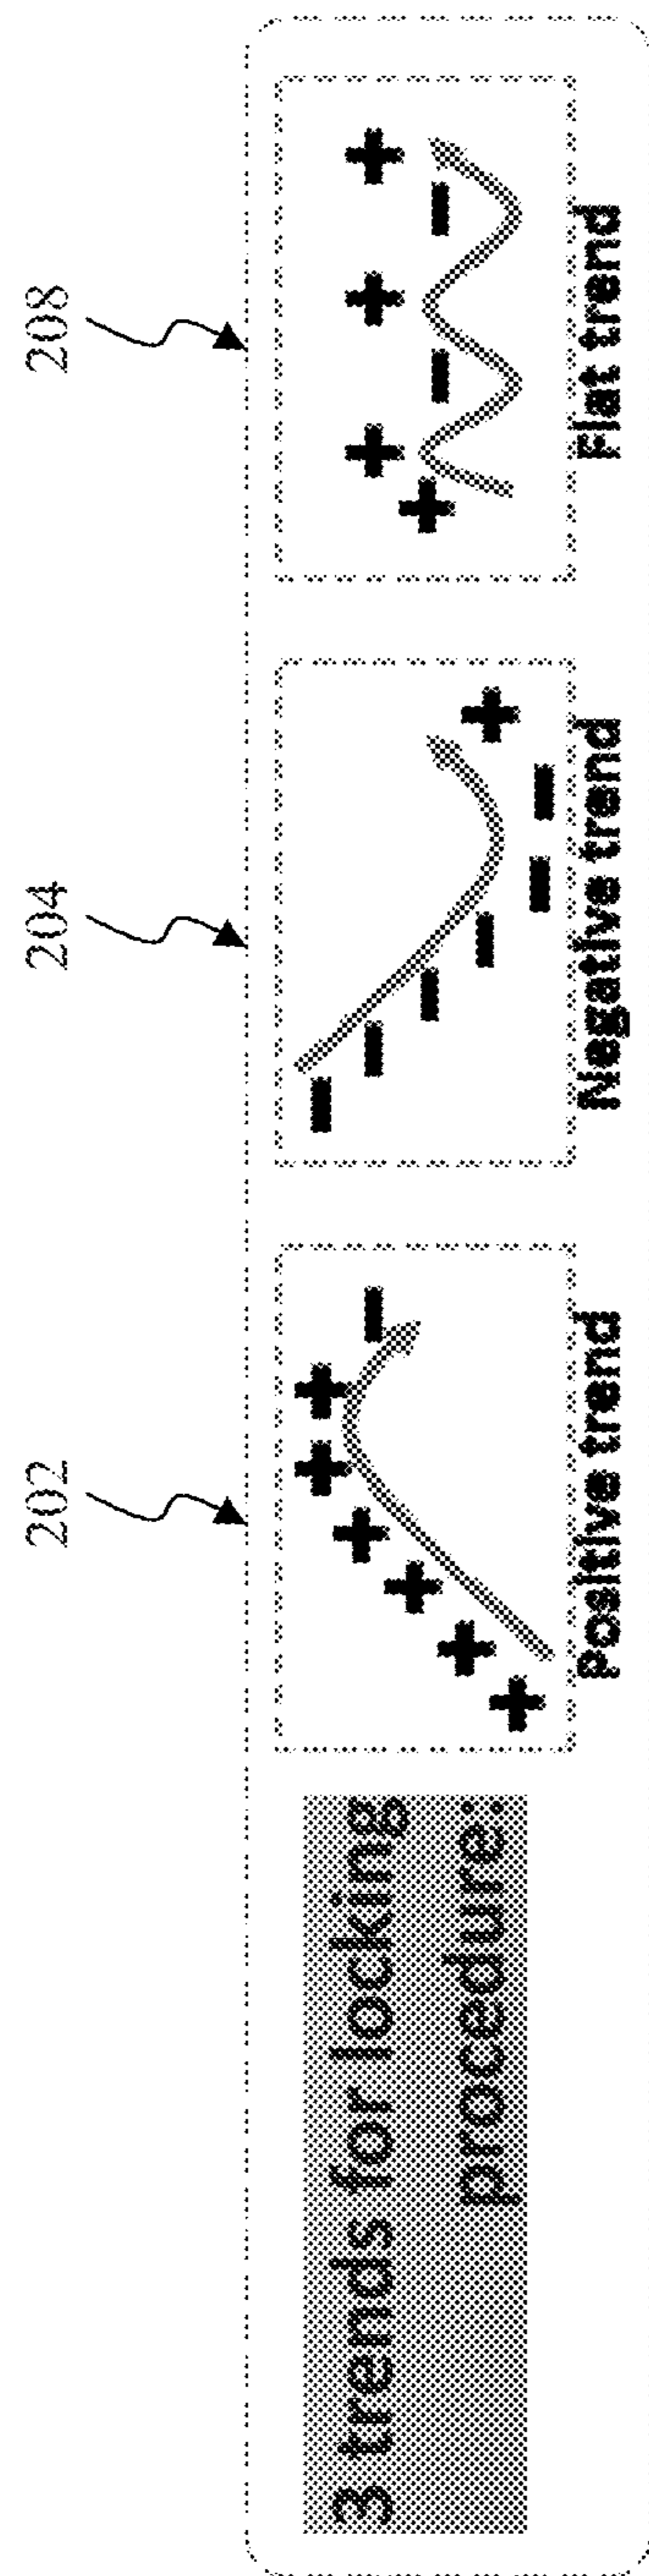 202
204
208
3 trends for locking
procedure:
Positive trend
Negative trend
Flat trend